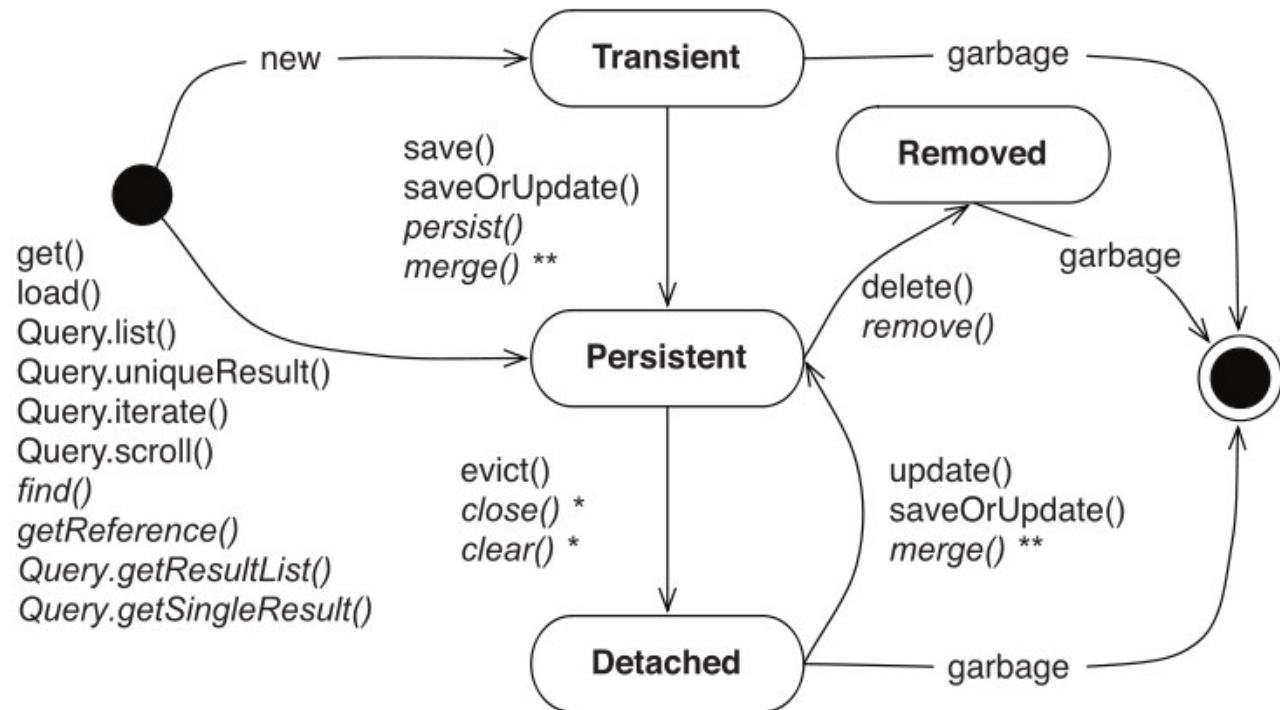 new
Transient
garbage
save()
saveOrUpdate()
persist()
merge() **
Removed
garbage
get()
load()
Query.list()
Query.uniqueResult()
Query.iterate()
Query.scroll()
find()
getReference()
Query.getResultList()
Query.getSingleResult()
Persistent
delete()
remove()
evict()
close() *
clear() *
update()
saveOrUpdate()
merge() **
Detached
garbage